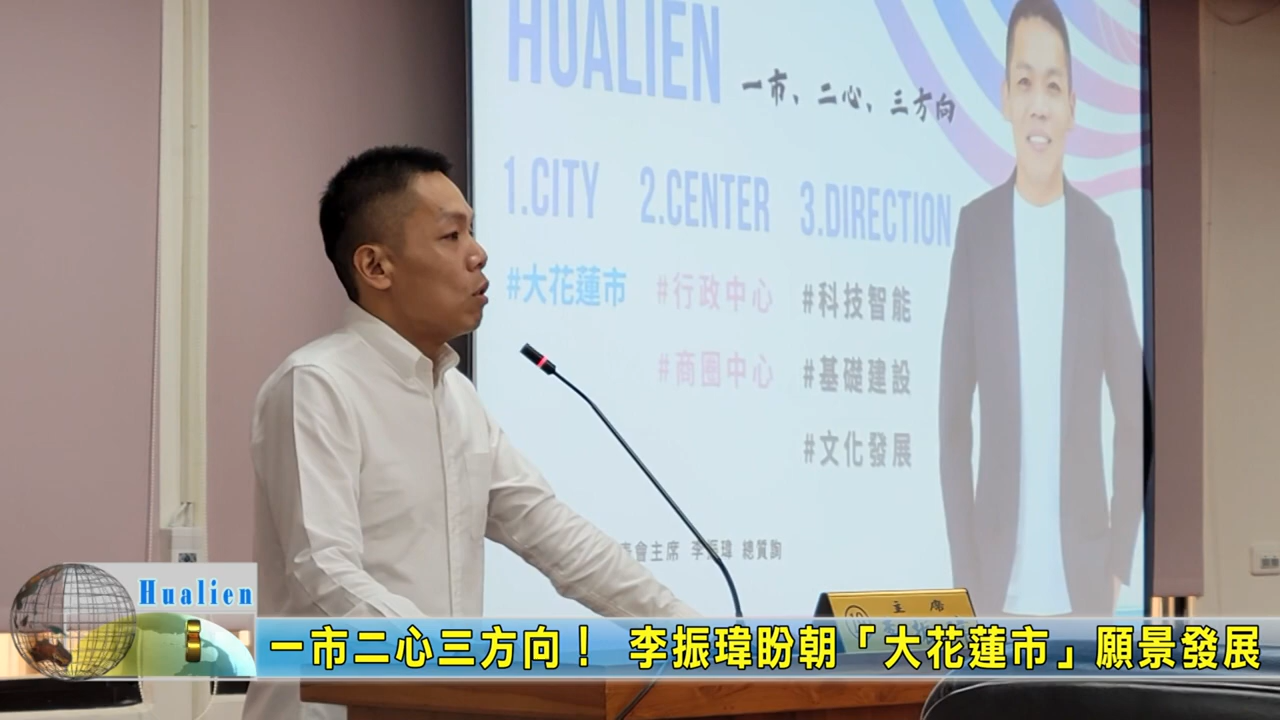 HUALIEN
一市、二心、三方向
1.CITY 2.CENTER 3.DIRECTION
#大花蓮市 #行政中心 #科技智能
#商圈中心 #基礎建設
#文化發展
會主席 李振瑋 總質詢
主席
Hualien
一市二心三方向！ 李振瑋盼朝「大花蓮市」願景發展